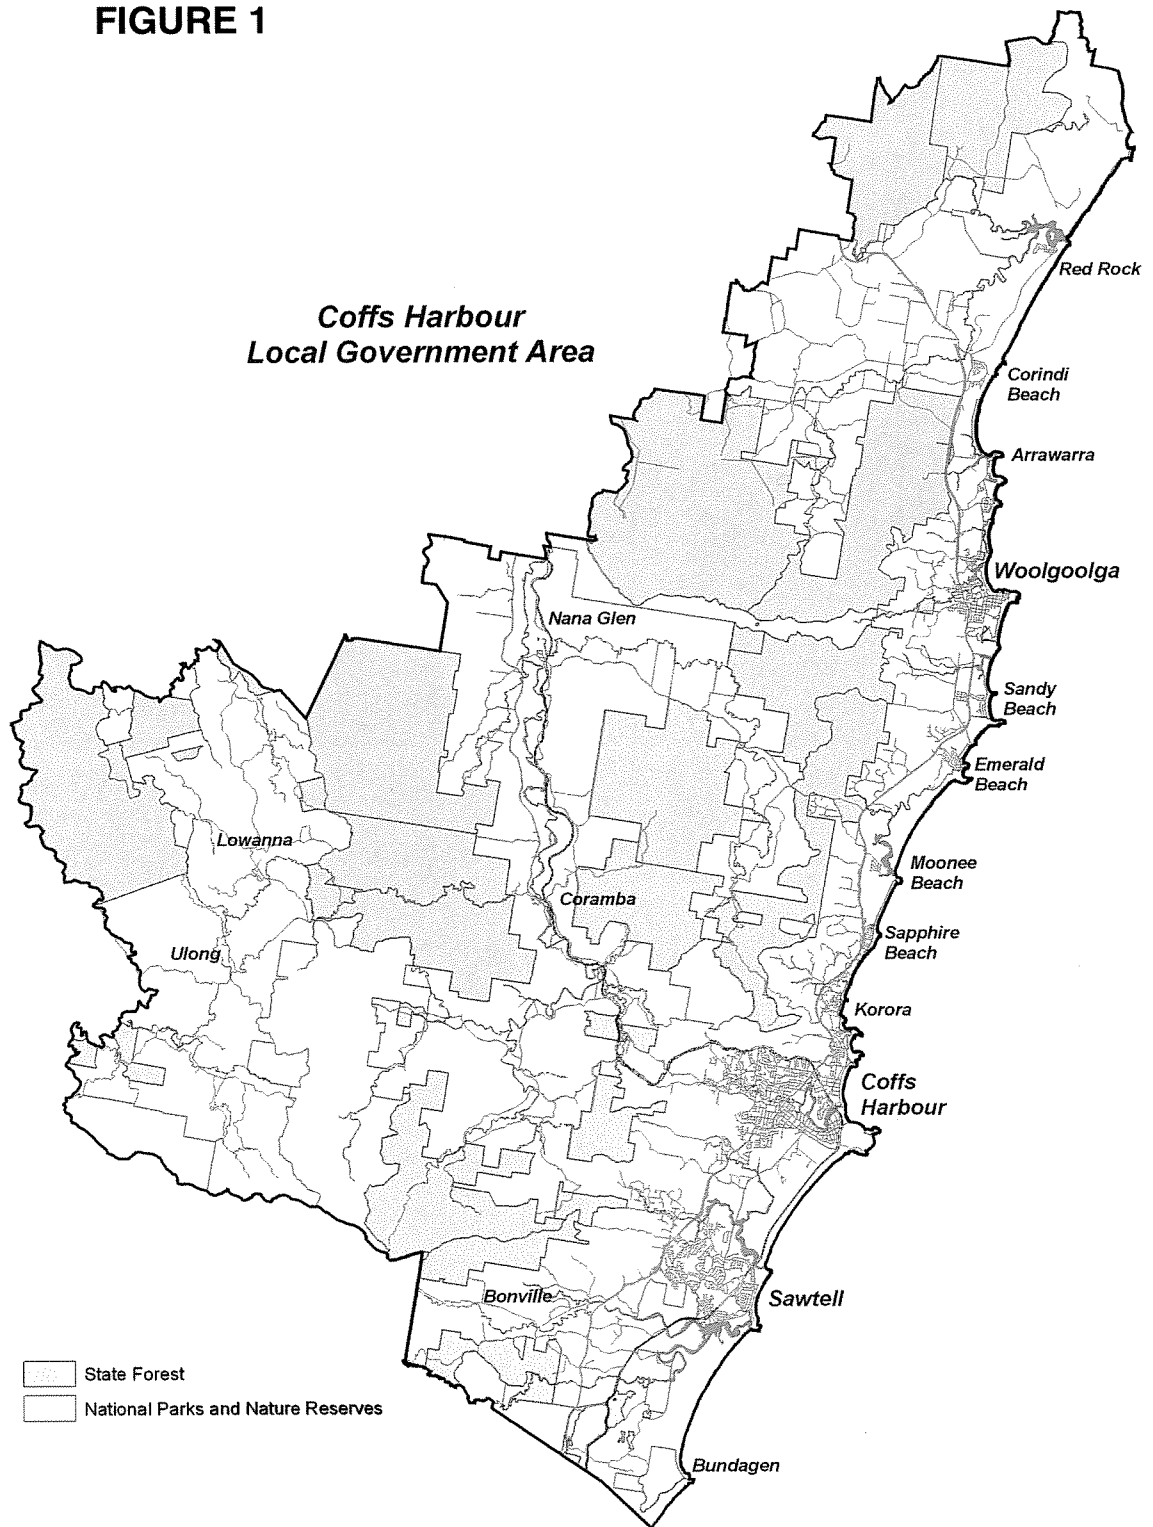 FIGURE 1
Coffs Harbour
Local Government Area
Red Rock
Corindi
Beach
Arrawarra
Woolgoolga
Nana Glen
Sandy
Beach
Emerald
Beach
Lowanna
Moonee
Beach
Coramba
Sapphire
Beach
Ulong
Korora
Coffs
Harbour
Bonville
Sawtell
State Forest
National Parks and Nature Reserves
Bundagen